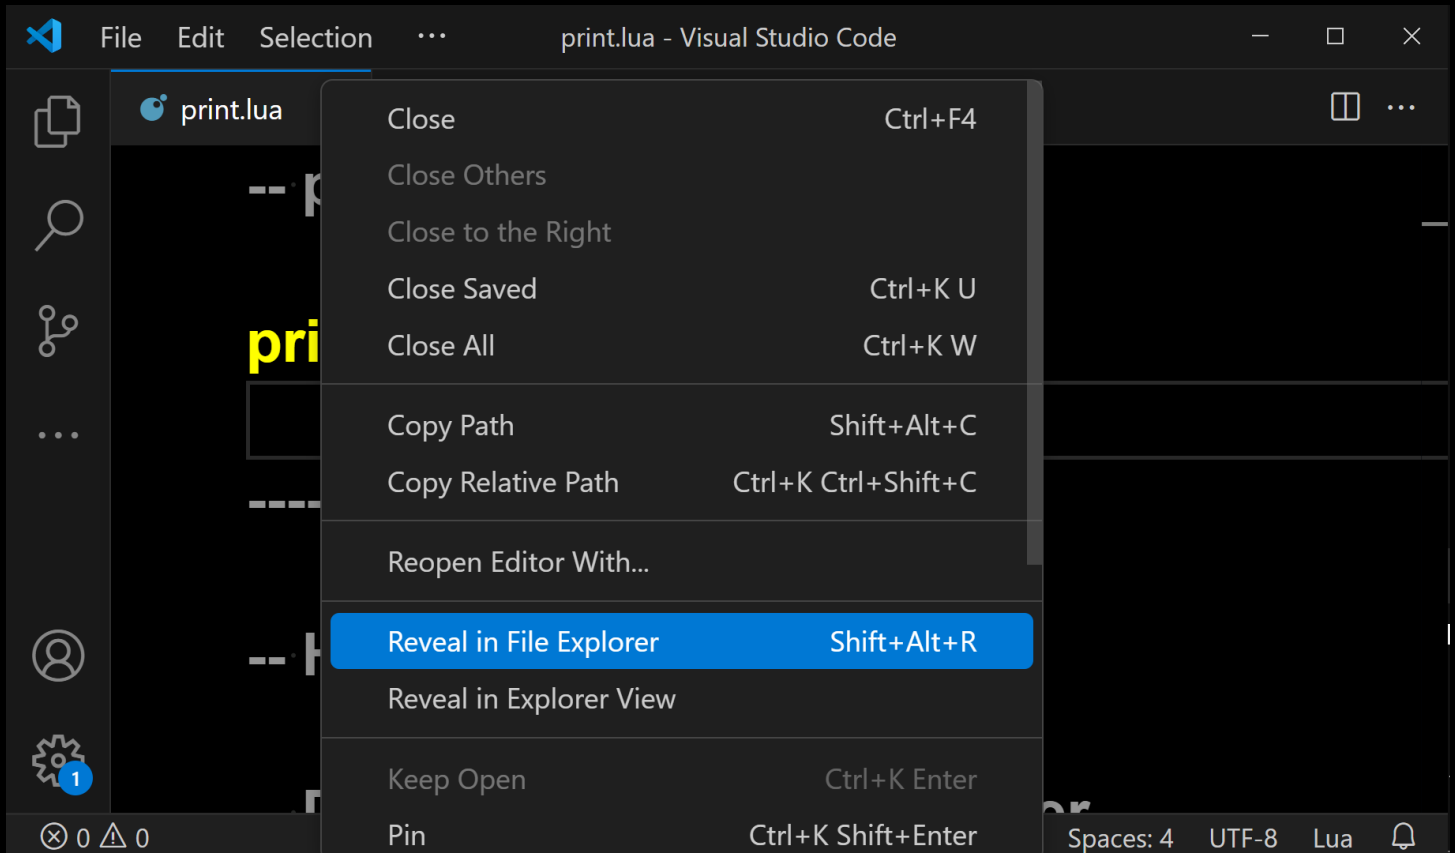 File Edit Selection ··· print.lua - Visual Studio Code
print.lua
Close Ctrl+F4
Close Others
Close to the Right
Close Saved Ctrl+K U
Close All Ctrl+K W
Copy Path Shift+Alt+C
Copy Relative Path Ctrl+K Ctrl+Shift+C
Reopen Editor With...
Reveal in File Explorer Shift+Alt+R
Reveal in Explorer View
Keep Open Ctrl+K Enter
1
Pin Ctrl+K Shift+Enter
0 0 Spaces: 4 UTF-8 Lua